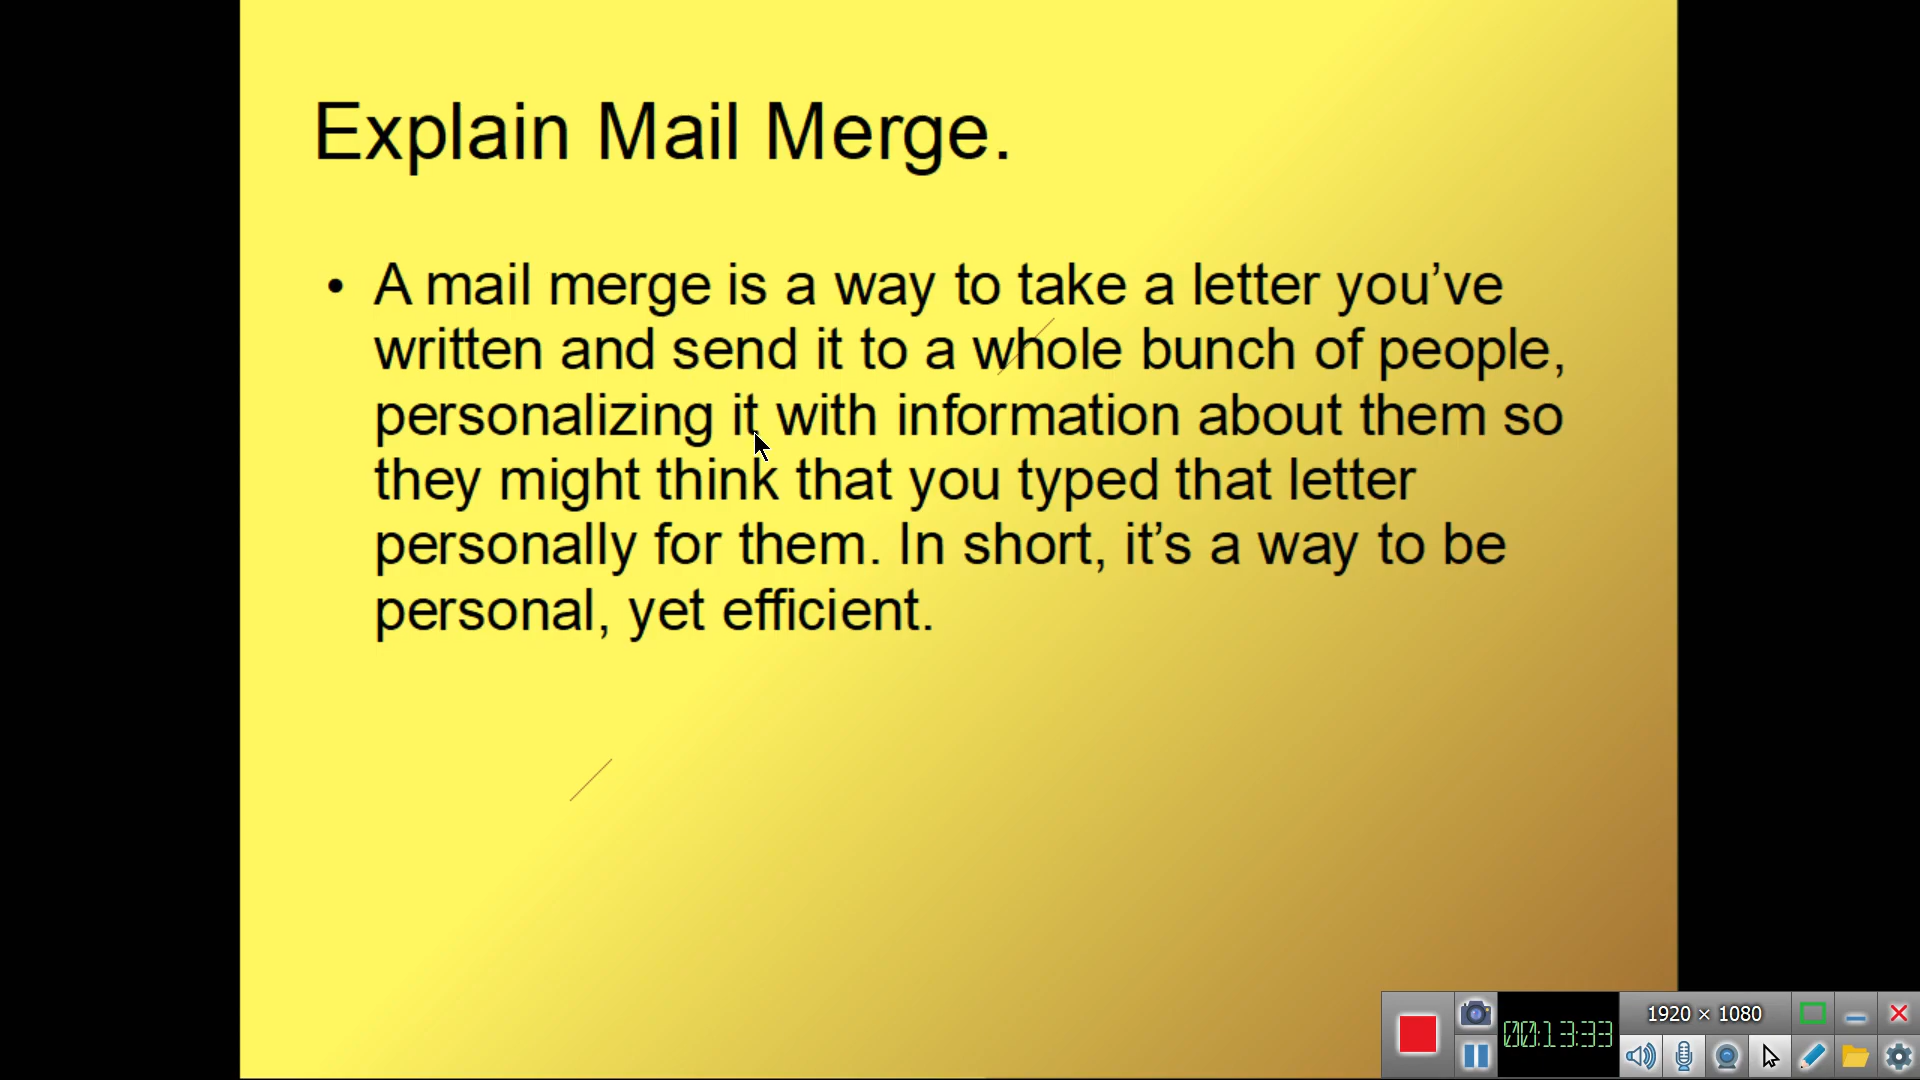 Explain Mail Merge.
• A mail merge is a way to take a letter you’ve
written and send it to a whole bunch of people,
personalizing it with information about them so
they might think that you typed that letter
personally for them. In short, it’s a way to be
personal, yet efficient.
1920 × 1080
00:13:33